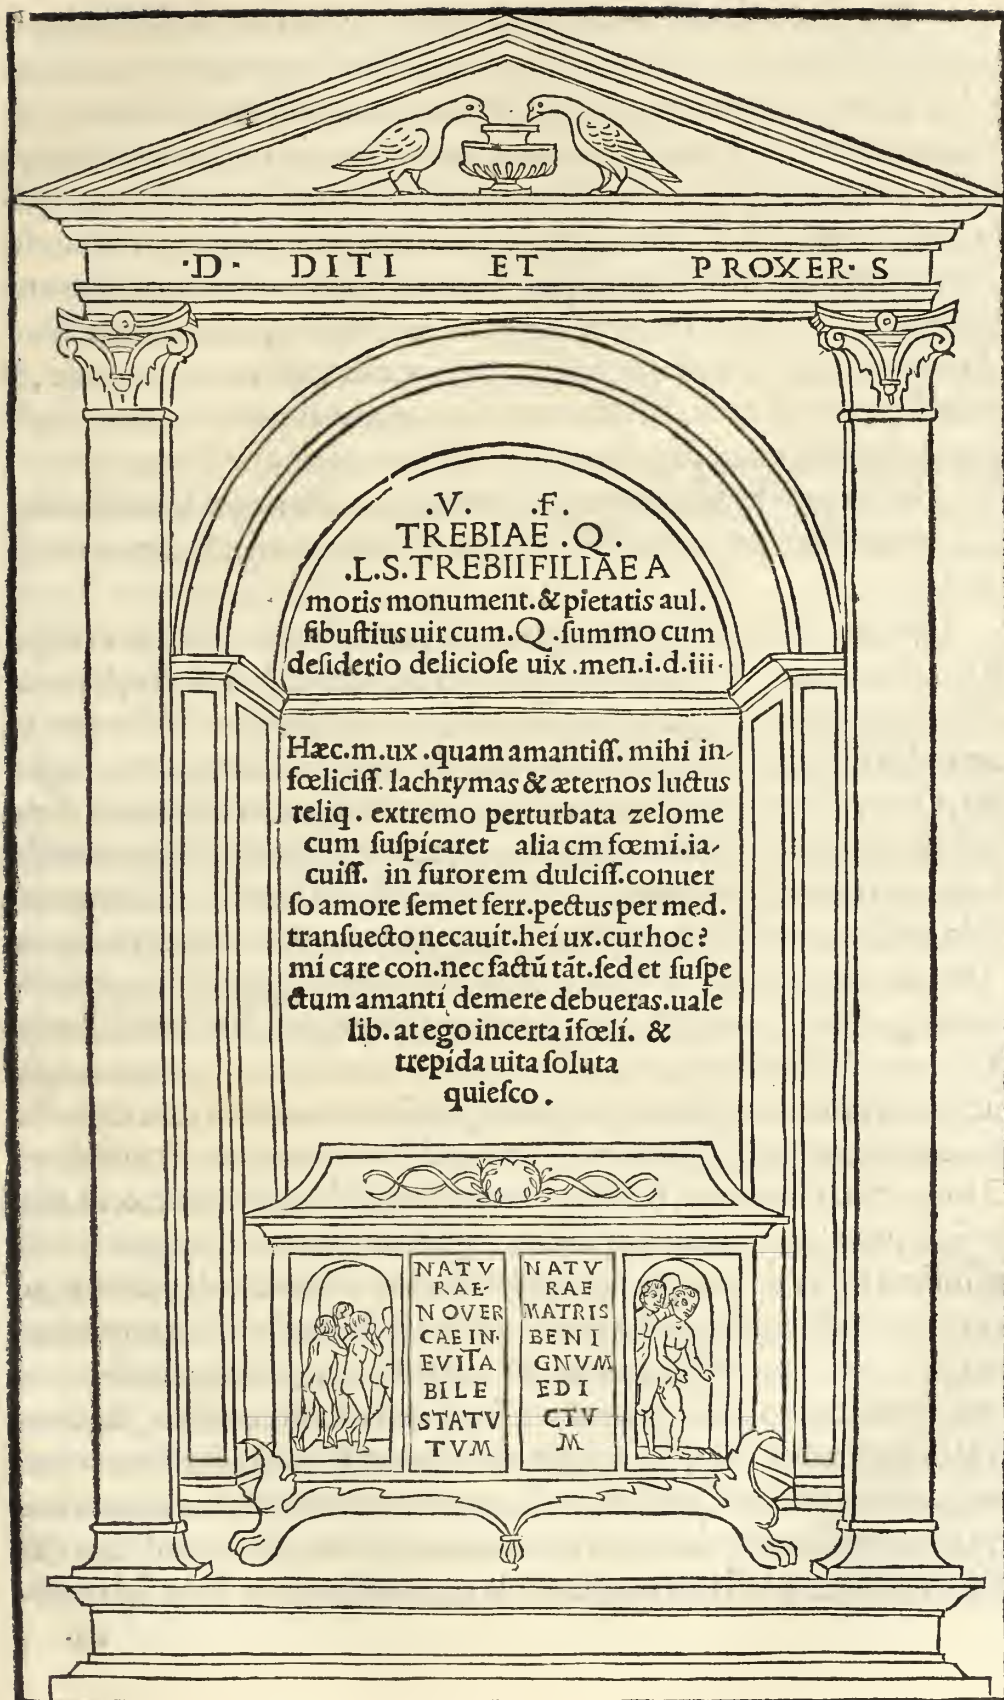 ·D· DITI ET PROXER· S
.V. .F.
TREBIAE .Q.
.L.S.TREBII FILIAE A
moris monument.& pietatis aul.
ſibuſtius uir cum.Q.ſummo cum
deſiderio delicioſe uix .men.i.d.iii·
Hæc.m.ux .quam amantiſſ. mihi in-
fœliciſſ. lachrymas & æternos luctus
reliq. extremo perturbata zelo me
cum ſuſpicaret alia cm fœmi.ia-
cuiſſ. in furorem dulciſſ.conuer
ſo amore ſemet ferr.pectus per med.
tranſuecto necauit.hei ux.cur hoc?
mi care con.nec factũ tãt.ſed et ſuſpe
ctum amanti demere debueras.uale
lib. at ego incerta ĩfœli. &
trepida uita ſoluta
quieſco.
NATV
RAE·
NOVER
CAE IN·
EVITA
BILE
STATV
TVM
NATV
RAE
MATRIS
BENI
GNVM
EDI
CTV
M